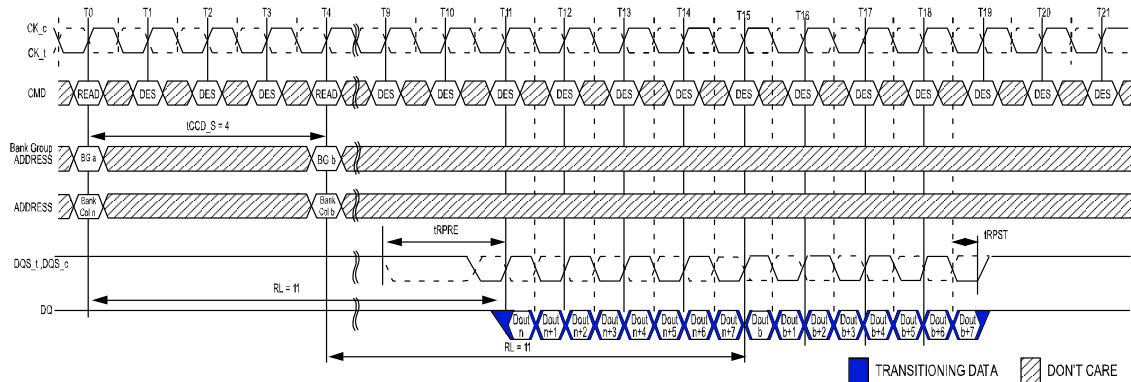 T0 T1 T2 T3 T4 T9 T10 T11 T12 T13 T14 T15 T16 T17 T18 T19 T20 T21
CK_c
CK_t
CMD READ DES DES DES READ DES DES DES DES DES DES DES DES DES DES DES DES DES
tCCD_S = 4
Bank Group
ADDRESS
BG a BG b
ADDRESS
Bank
Col n
Bank
Col b
tRPRE tRPST
DQS_t ,DQS_c
RL = 11
DQ
Dout
n
Dout
n+1
Dout
n+2
Dout
n+3
Dout
n+4
Dout
n+5
Dout
n+6
Dout
n+7
Dout
b
Dout
b+1
Dout
b+2
Dout
b+3
Dout
b+4
Dout
b+5
Dout
b+6
Dout
b+7
RL = 11
TRANSITIONING DATA DON'T CARE